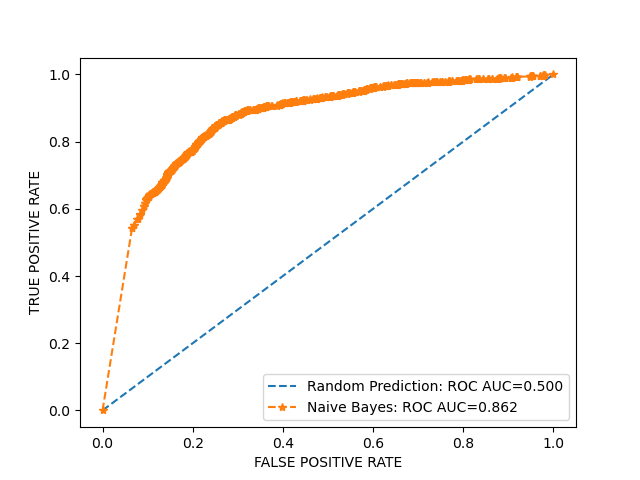 1.0
0.8
0.6
0.4
0.2
0.0
TRUE POSITIVE RATE
Random Prediction: ROC AUC=0.500
Naive Bayes: ROC AUC=0.862
0.0 0.2 0.4 0.6 0.8 1.0
FALSE POSITIVE RATE